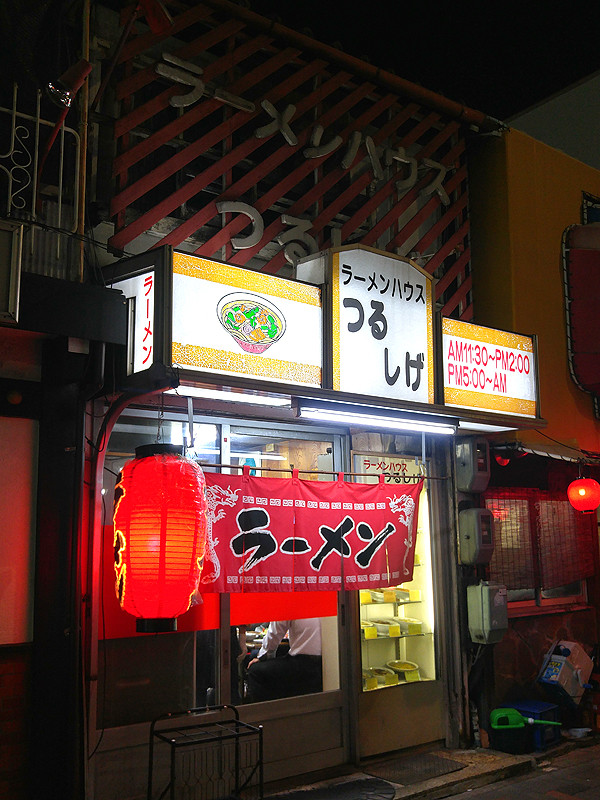 ラーメンハウス
つるし
ラーメン
ラーメンハウス
つる
しげ
AM11:30~PM2:00
PM5:00~AM
ラーメンハウス
つるしげ
ラーメン